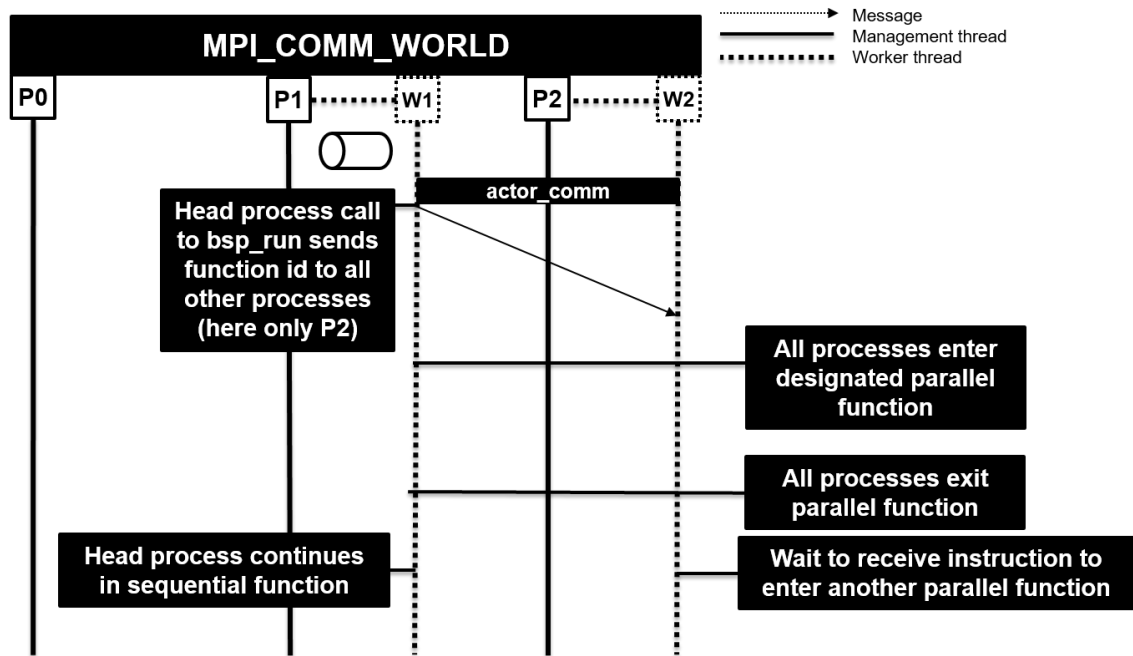 Message
Management thread
Worker thread
MPI_COMM_WORLD
P0
P1
W1
P2
W2
actor_comm
Head process call
to bsp_run sends
function id to all
other processes
(here only P2)
All processes enter
designated parallel
function
All processes exit
parallel function
Head process continues
in sequential function
Wait to receive instruction to
enter another parallel function